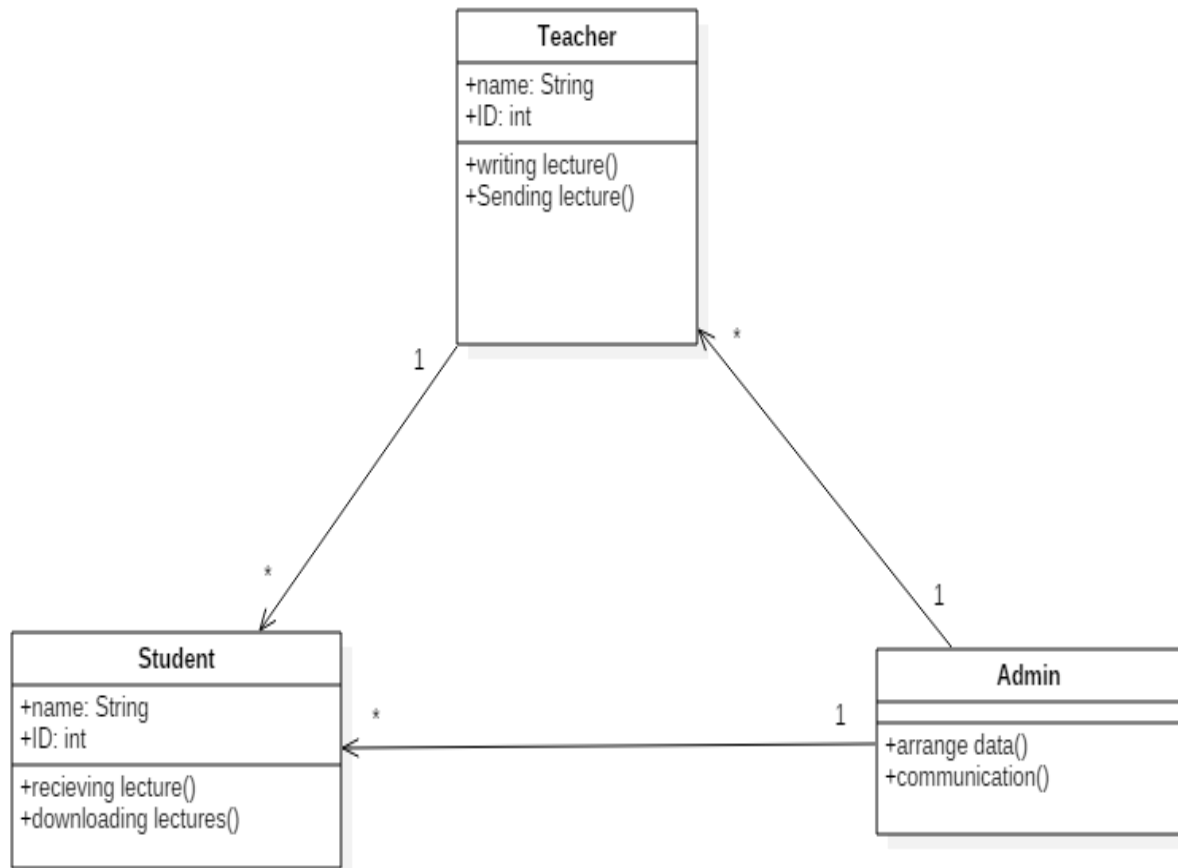 Teacher
+name: String
+ID: int
+writing lecture()
+Sending lecture()
1
*
*
1
Student
+name: String
+ID: int
+recieving lecture()
+downloading lectures()
*
1
Admin
+arrange data()
+communication()